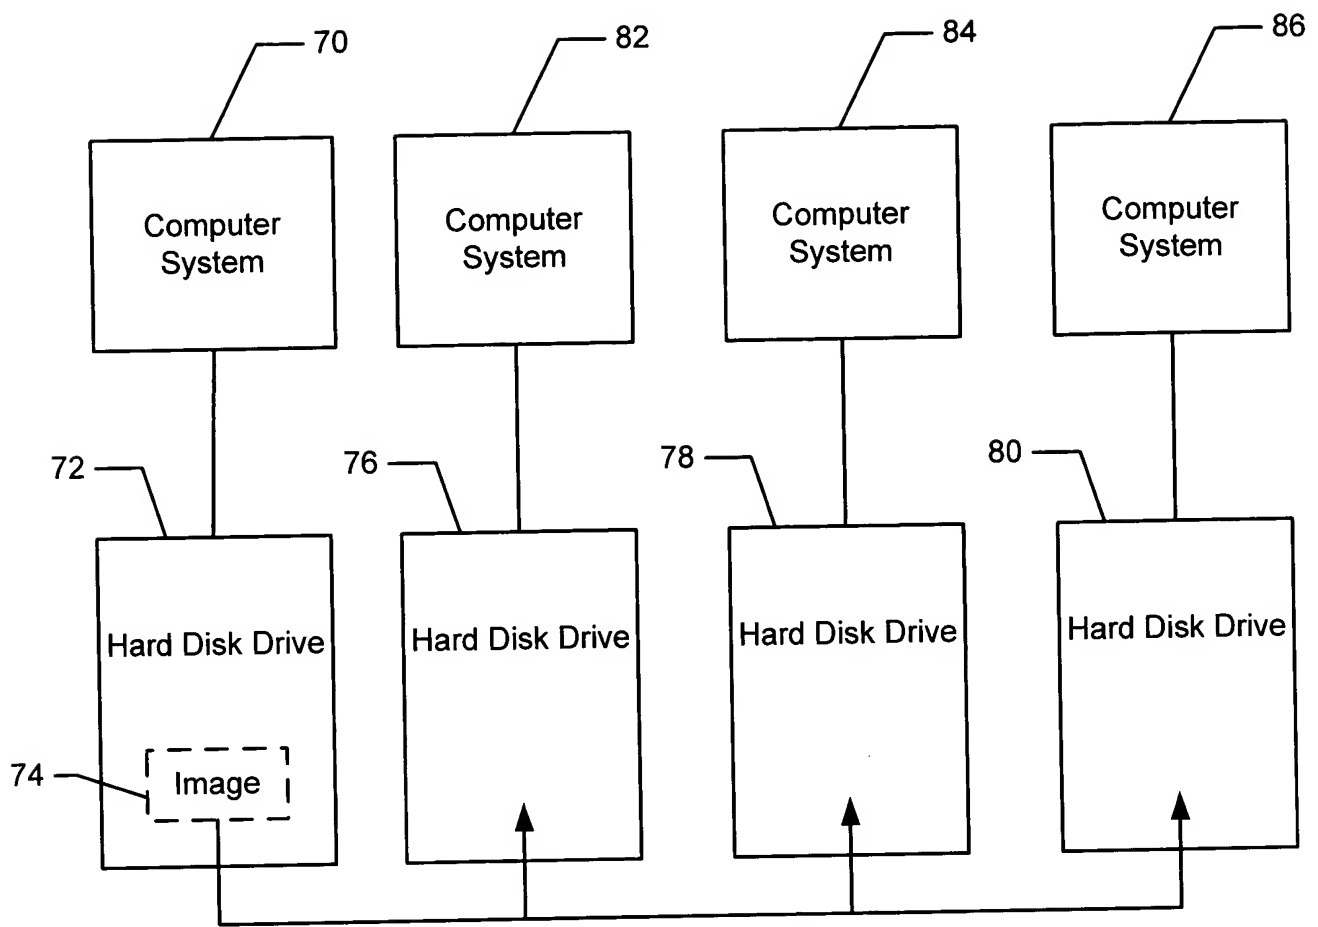 70
82
84
86
Computer
System
Computer
System
Computer
System
Computer
System
72
76
78
80
Hard Disk Drive
Hard Disk Drive
Hard Disk Drive
Hard Disk Drive
74
Image